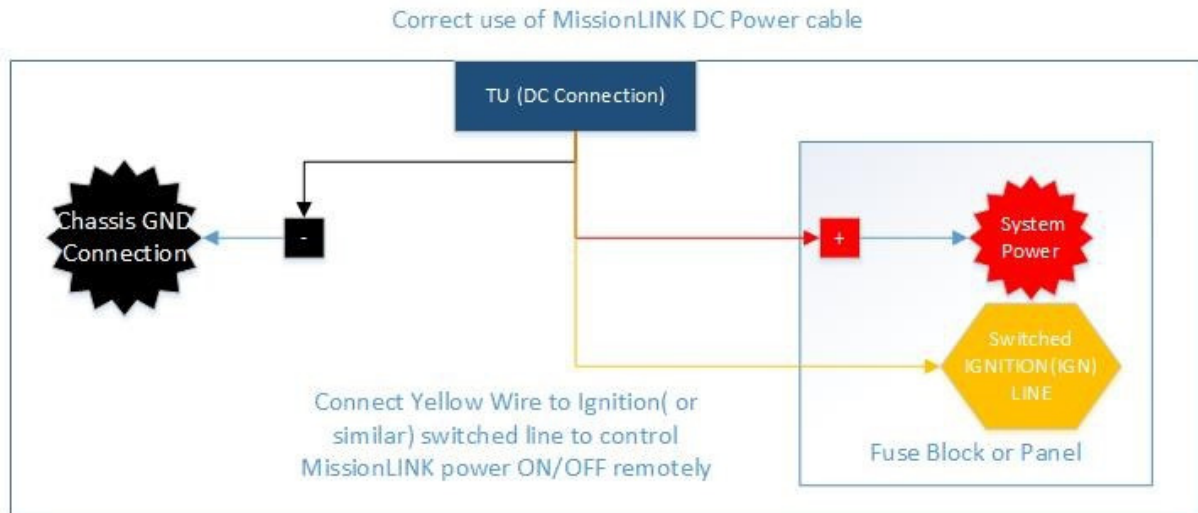 Correct use of MissionLINK DC Power cable
TU (DC Connection)
Chassis GND
Connection
-
+
System
Power
Switched
IGNITION(IGN)
LINE
Connect Yellow Wire to Ignition( or
similar) switched line to control
MissionLINK power ON/OFF remotely
Fuse Block or Panel